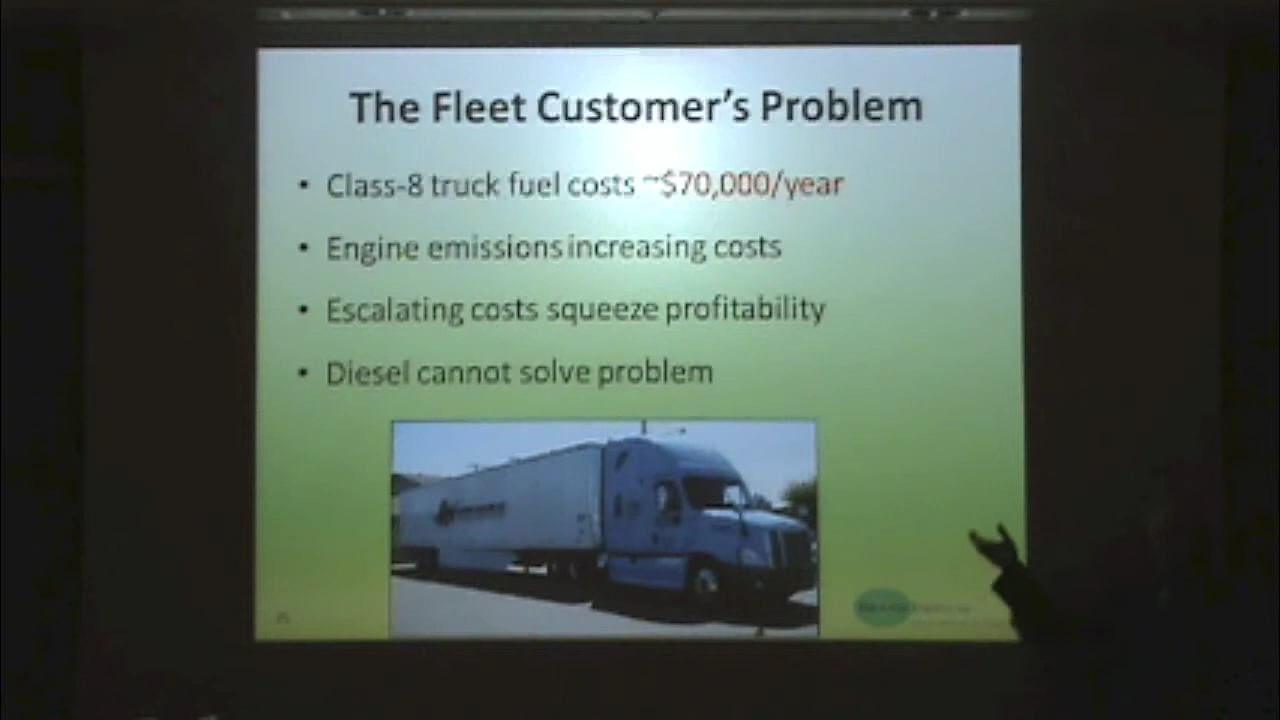 The Fleet Customer's Problem
• Class-8 truck fuel costs ~$70,000/year
• Engine emissions increasing costs
• Escalating costs squeeze profitability
• Diesel cannot solve problem